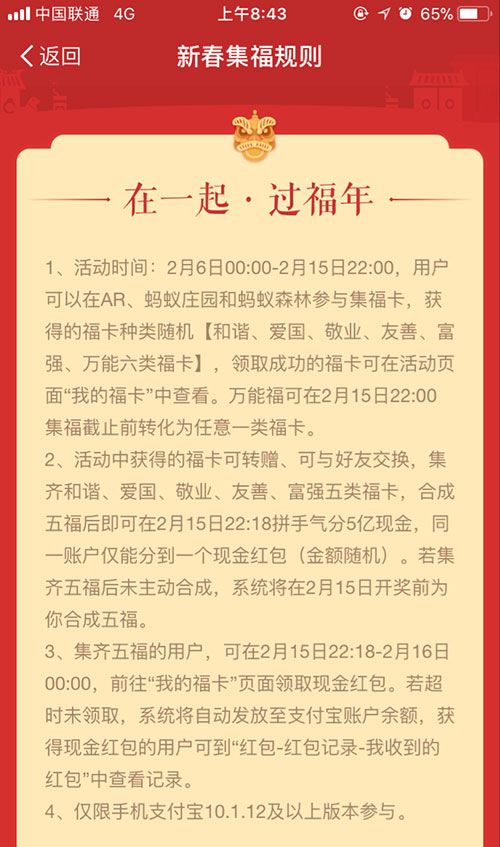 中国联通 4G 上午8:43 65%
返回 新春集福规则
在一起·过福年
1、活动时间：2月6日00:00-2月15日22:00，用户
可以在AR、蚂蚁庄园和蚂蚁森林参与集福卡，获
得的福卡种类随机【和谐、爱国、敬业、友善、富
强、万能六类福卡】，领取成功的福卡可在活动页
面“我的福卡”中查看。万能福可在2月15日22:00
集福截止前转化为任意一类福卡。
2、活动中获得的福卡可转赠、可与好友交换，集
齐和谐、爱国、敬业、友善、富强五类福卡，合成
五福后即可在2月15日22:18拼手气分5亿现金，同
一账户仅能分到一个现金红包（金额随机）。若集
齐五福后未主动合成，系统将在2月15日开奖前为
你合成五福。
3、集齐五福的用户，可在2月15日22:18-2月16日
00:00，前往“我的福卡”页面领取现金红包。若超
时未领取，系统将自动发放至支付宝账户余额，获
得现金红包的用户可到“红包-红包记录-我收到的
红包”中查看记录。
4、仅限手机支付宝10.1.12及以上版本参与。